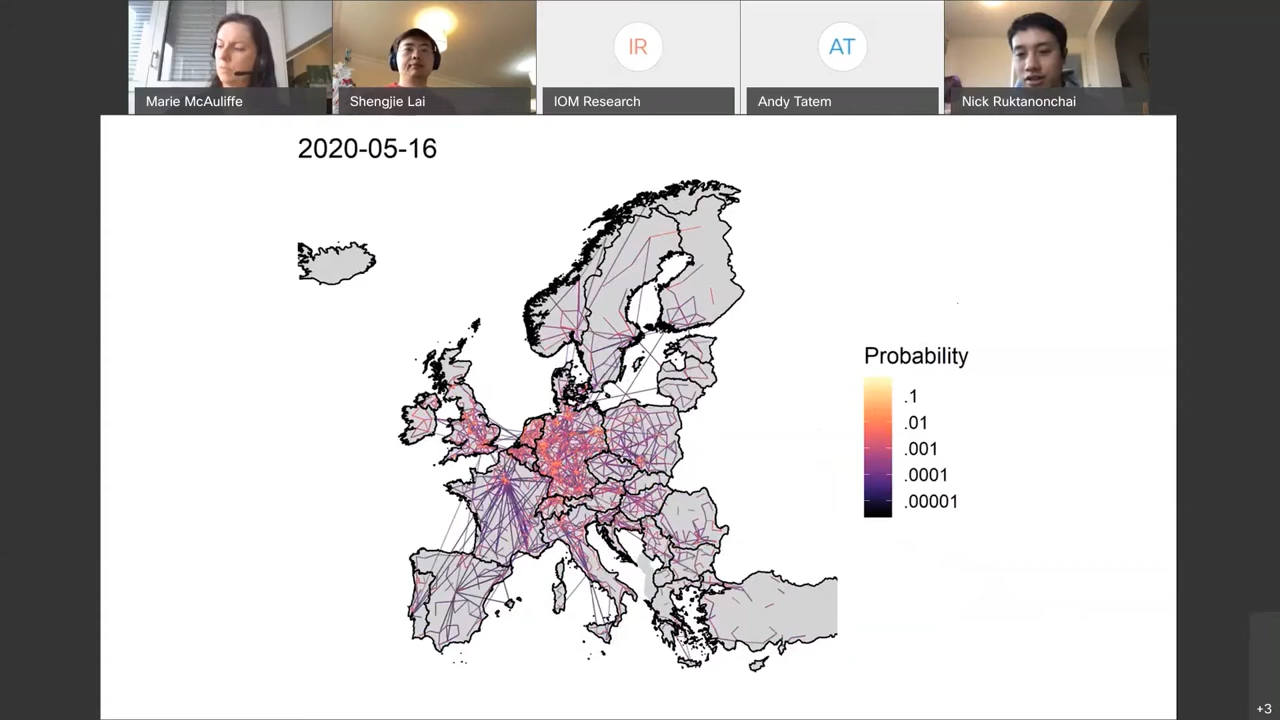 IR
AT
Marie McAuliffe
Shengjie Lai
IOM Research
Andy Tatem
Nick Ruktanonchai
2020-05-16
Probability
.1
.01
.001
.0001
.00001
+3